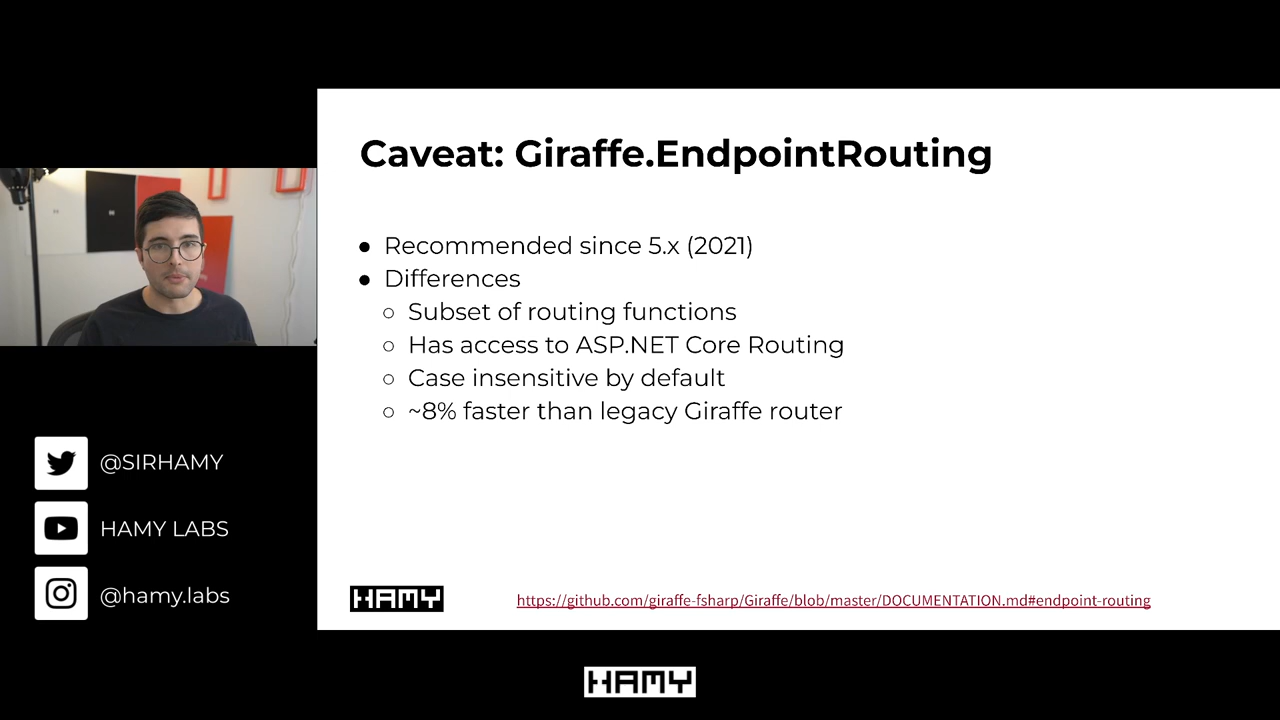 Caveat: Giraffe.EndpointRouting
● Recommended since 5.x (2021)
● Differences
○ Subset of routing functions
○ Has access to ASP.NET Core Routing
○ Case insensitive by default
○ ~8% faster than legacy Giraffe router
@SIRHAMY
HAMY LABS
@hamy.labs
HAMY
https://github.com/giraffe-fsharp/Giraffe/blob/master/DOCUMENTATION.md#endpoint-routing
HAMY